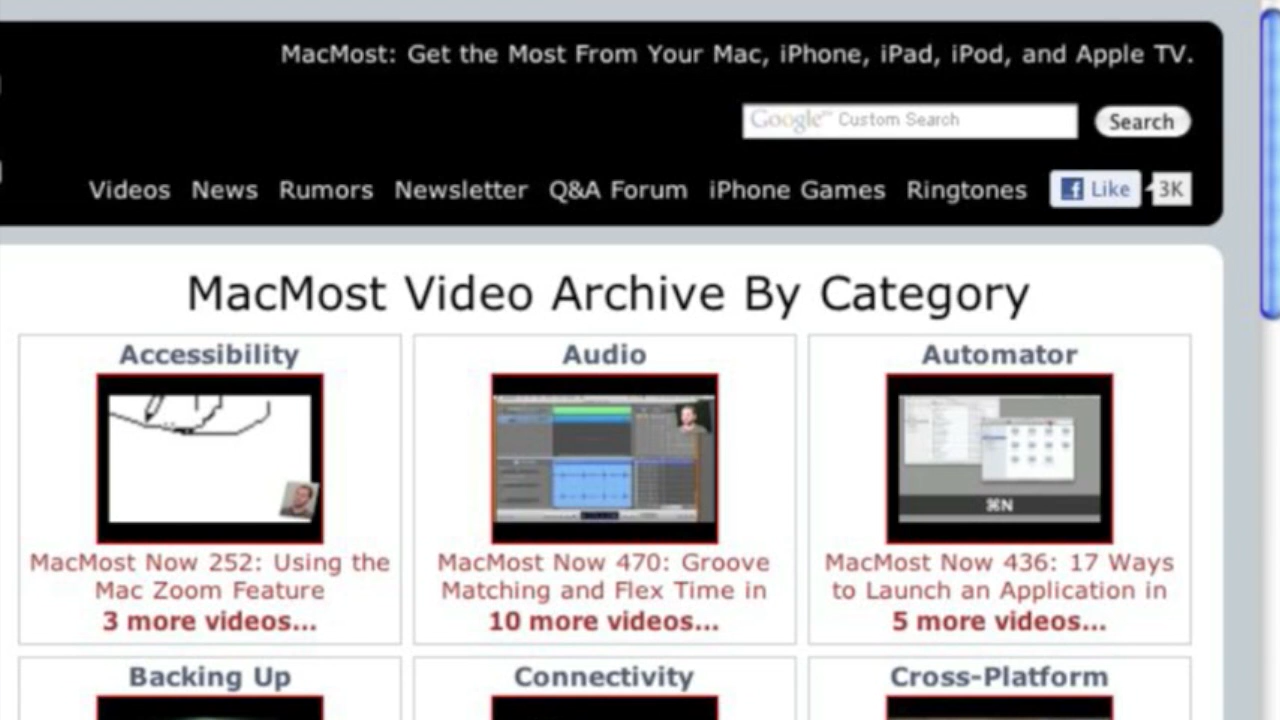 MacMost: Get the Most From Your Mac, iPhone, iPad, iPod, and Apple TV.
Google™ Custom Search
Search
Videos News Rumors Newsletter Q&A Forum iPhone Games Ringtones
Like 3K
MacMost Video Archive By Category
Accessibility
MacMost Now 252: Using the
Mac Zoom Feature
3 more videos...
Audio
MacMost Now 470: Groove
Matching and Flex Time in
10 more videos...
Automator
⌘N
MacMost Now 436: 17 Ways
to Launch an Application in
5 more videos...
Backing Up
Connectivity
Cross-Platform